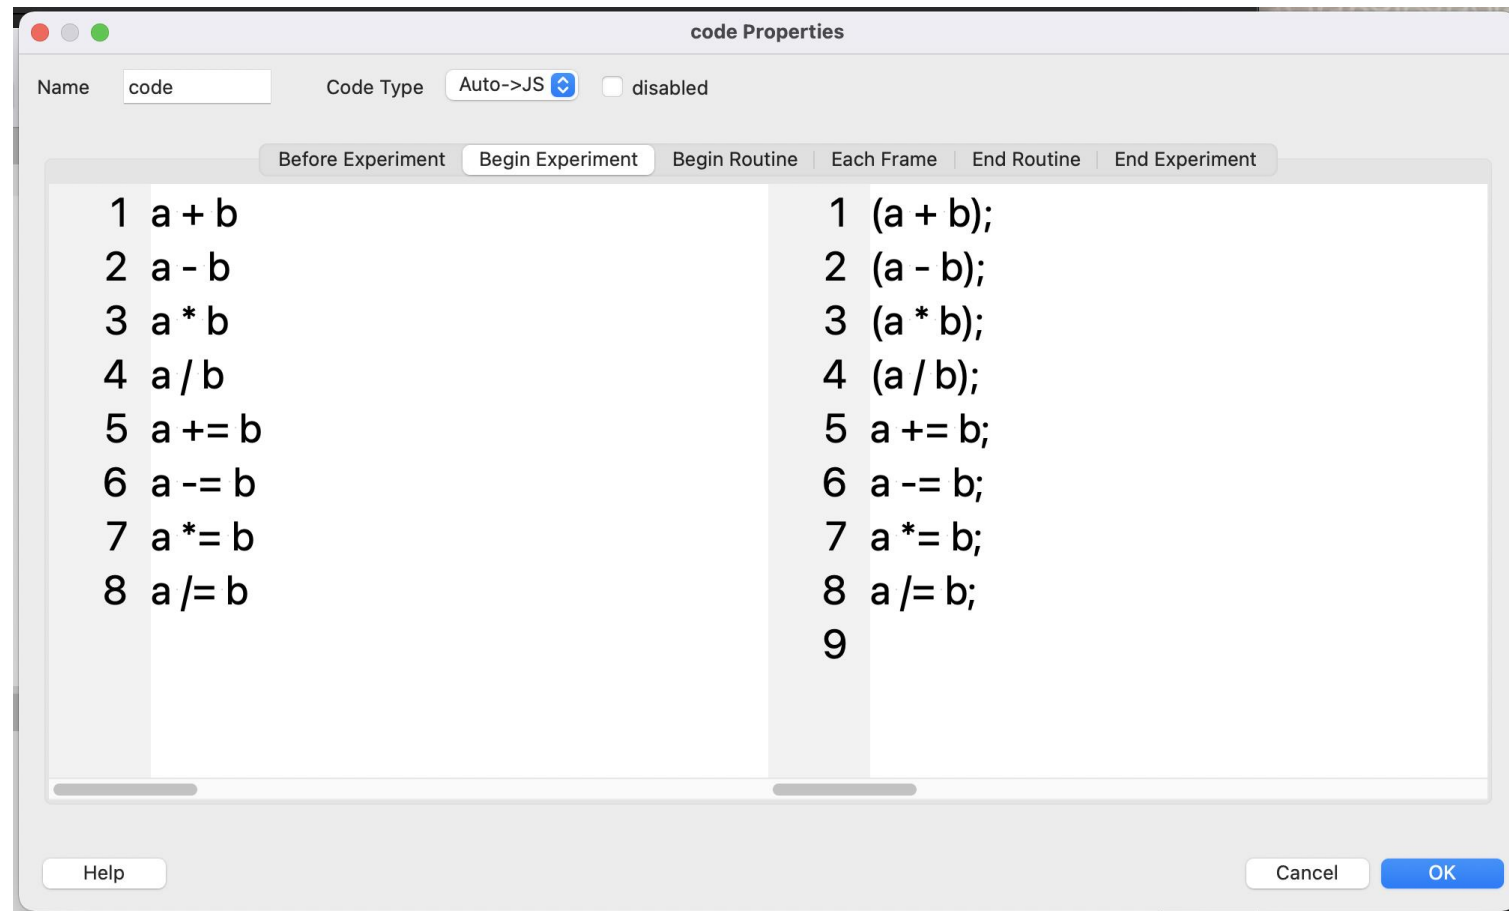 code Properties
Name code Code Type Auto->JS disabled
Before Experiment Begin Experiment Begin Routine Each Frame End Routine End Experiment
1 a + b
2 a - b
3 a * b
4 a / b
5 a += b
6 a -= b
7 a *= b
8 a /= b
1 (a + b);
2 (a - b);
3 (a * b);
4 (a / b);
5 a += b;
6 a -= b;
7 a *= b;
8 a /= b;
9
Help Cancel OK